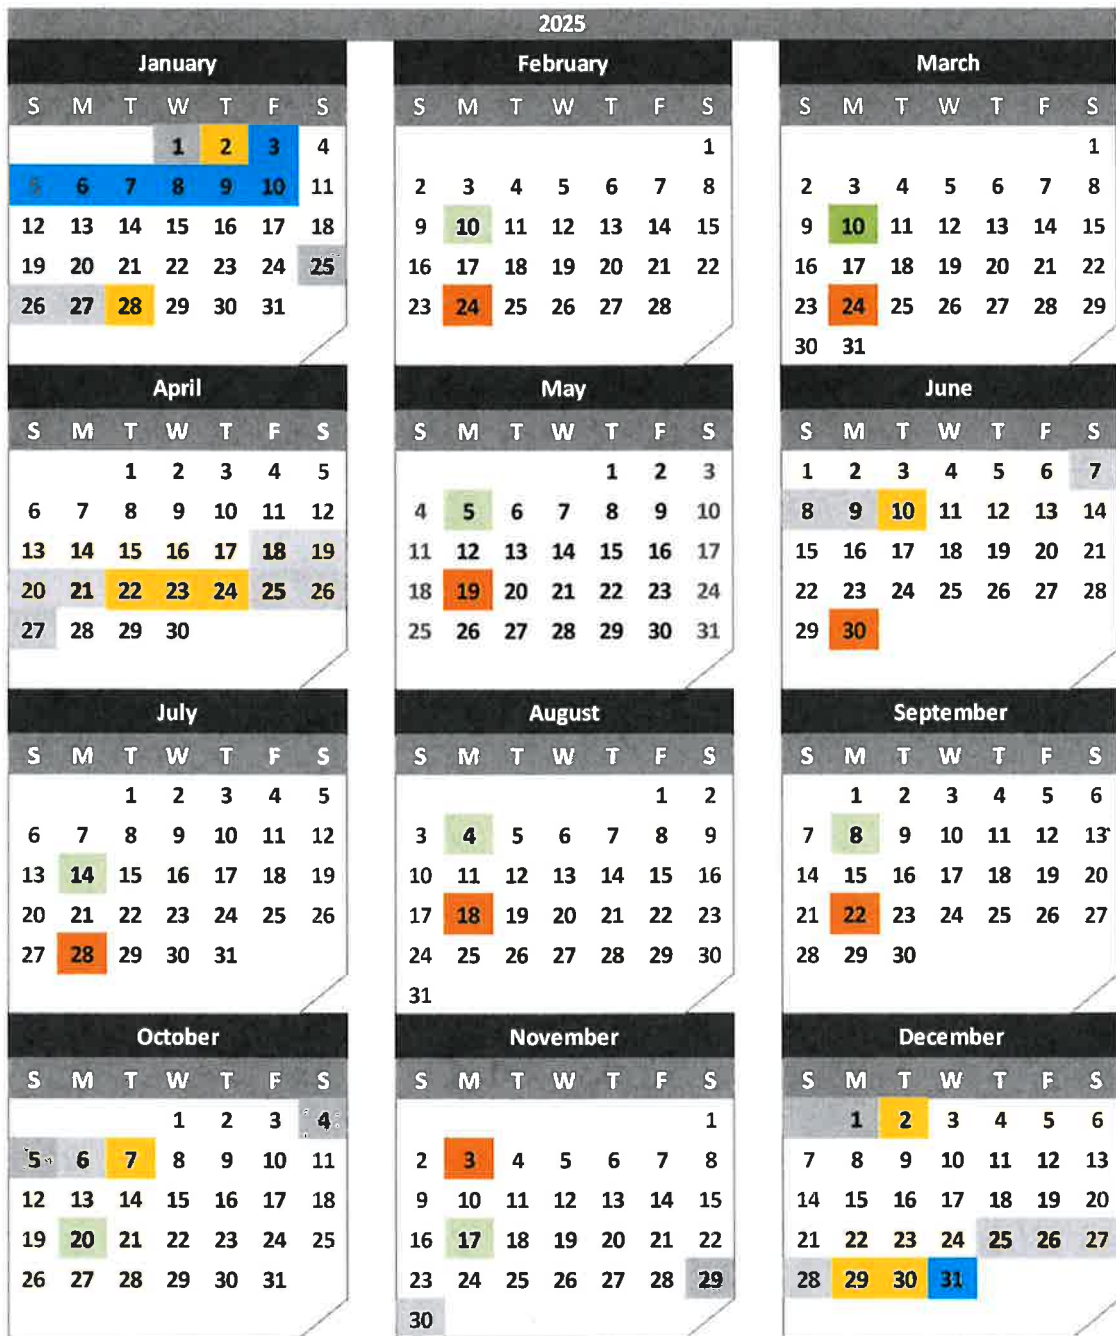 2025
January
S M T W T F S
1 2 3 4
5 6 7 8 9 10 11
12 13 14 15 16 17 18
19 20 21 22 23 24 25
26 27 28 29 30 31
February
S M T W T F S
1
2 3 4 5 6 7 8
9 10 11 12 13 14 15
16 17 18 19 20 21 22
23 24 25 26 27 28
March
S M T W T F S
1
2 3 4 5 6 7 8
9 10 11 12 13 14 15
16 17 18 19 20 21 22
23 24 25 26 27 28 29
30 31
April
S M T W T F S
1 2 3 4 5
6 7 8 9 10 11 12
13 14 15 16 17 18 19
20 21 22 23 24 25 26
27 28 29 30
May
S M T W T F S
1 2 3
4 5 6 7 8 9 10
11 12 13 14 15 16 17
18 19 20 21 22 23 24
25 26 27 28 29 30 31
June
S M T W T F S
1 2 3 4 5 6 7
8 9 10 11 12 13 14
15 16 17 18 19 20 21
22 23 24 25 26 27 28
29 30
July
S M T W T F S
1 2 3 4 5
6 7 8 9 10 11 12
13 14 15 16 17 18 19
20 21 22 23 24 25 26
27 28 29 30 31
August
S M T W T F S
1 2
3 4 5 6 7 8 9
10 11 12 13 14 15 16
17 18 19 20 21 22 23
24 25 26 27 28 29 30
31
September
S M T W T F S
1 2 3 4 5 6
7 8 9 10 11 12 13
14 15 16 17 18 19 20
21 22 23 24 25 26 27
28 29 30
October
S M T W T F S
1 2 3 4
5 6 7 8 9 10 11
12 13 14 15 16 17 18
19 20 21 22 23 24 25
26 27 28 29 30 31
November
S M T W T F S
1
2 3 4 5 6 7 8
9 10 11 12 13 14 15
16 17 18 19 20 21 22
23 24 25 26 27 28 29
30
December
S M T W T F S
1 2 3 4 5 6
7 8 9 10 11 12 13
14 15 16 17 18 19 20
21 22 23 24 25 26 27
28 29 30 31